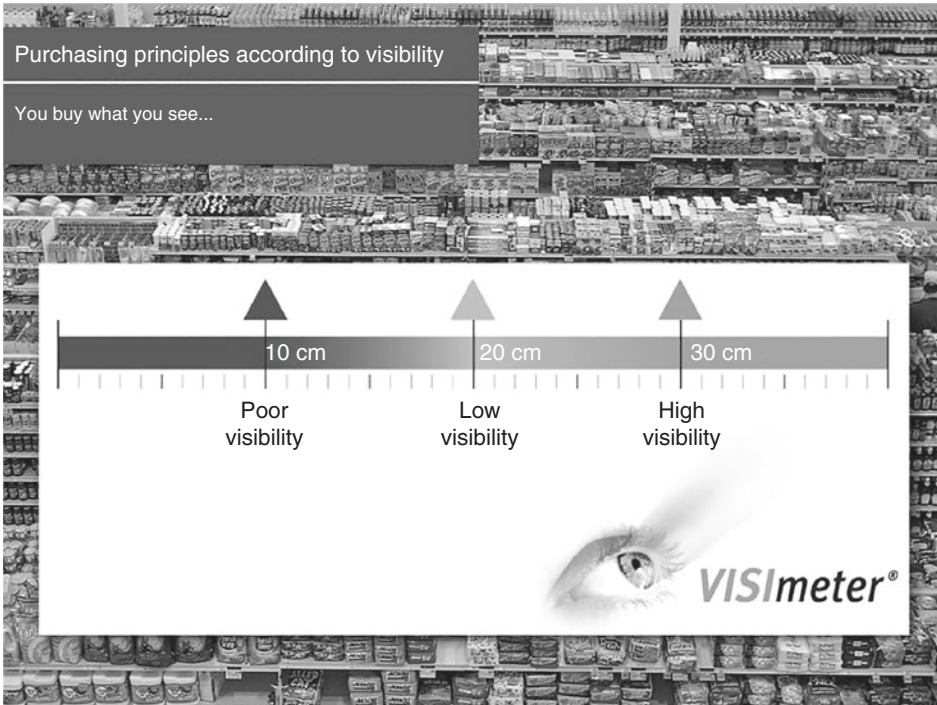 Purchasing principles according to visibility
You buy what you see...
10 cm 20 cm 30 cm
Poor
visibility
Low
visibility
High
visibility
VISImeter®